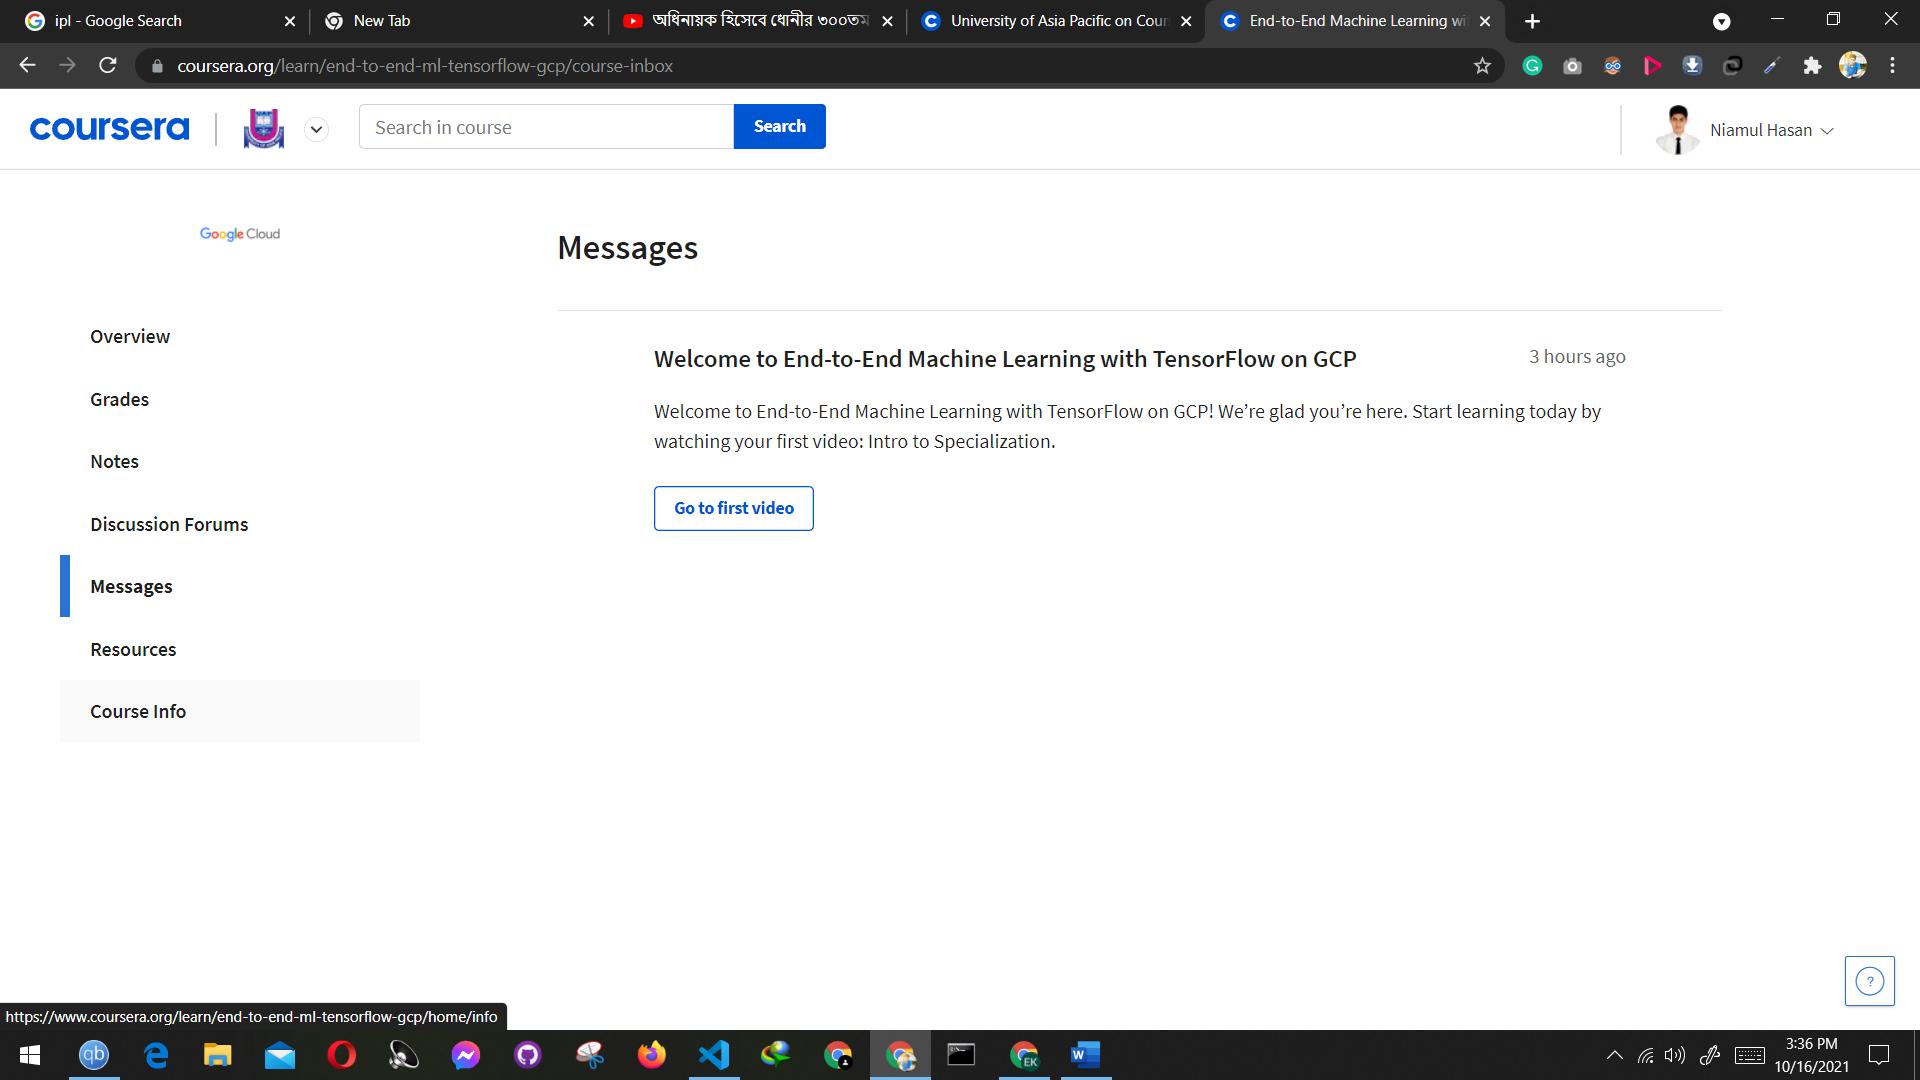 ipl - Google Search
New Tab
অধিনায়ক হিসেবে ধোনীর ৩০০তম
University of Asia Pacific on Cour
End-to-End Machine Learning wi
coursera.org/learn/end-to-end-ml-tensorflow-gcp/course-inbox
coursera
Search in course
Search
Niamul Hasan
Google Cloud
Messages
Overview
Grades
Notes
Discussion Forums
Messages
Resources
Course Info
Welcome to End-to-End Machine Learning with TensorFlow on GCP
3 hours ago
Welcome to End-to-End Machine Learning with TensorFlow on GCP! We’re glad you’re here. Start learning today by
watching your first video: Intro to Specialization.
Go to first video
?
https://www.coursera.org/learn/end-to-end-ml-tensorflow-gcp/home/info
qb
EK
3:36 PM
10/16/2021